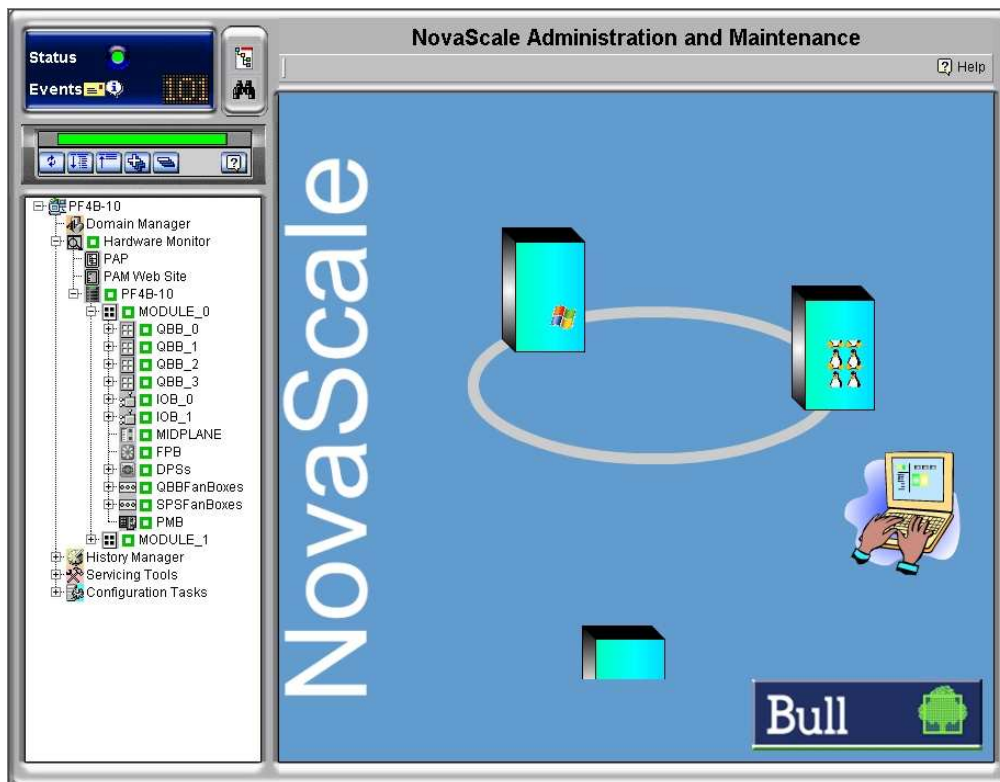 NovaScale Administration and Maintenance
Status
Events
101
Help
PF4B-10
Domain Manager
Hardware Monitor
PAP
PAM Web Site
PF4B-10
MODULE_0
QBB_0
QBB_1
QBB_2
QBB_3
IOB_0
IOB_1
MIDPLANE
FPB
DPSs
QBBFanBoxes
SPSFanBoxes
PMB
MODULE_1
History Manager
Servicing Tools
Configuration Tasks
NovaScale
Bull